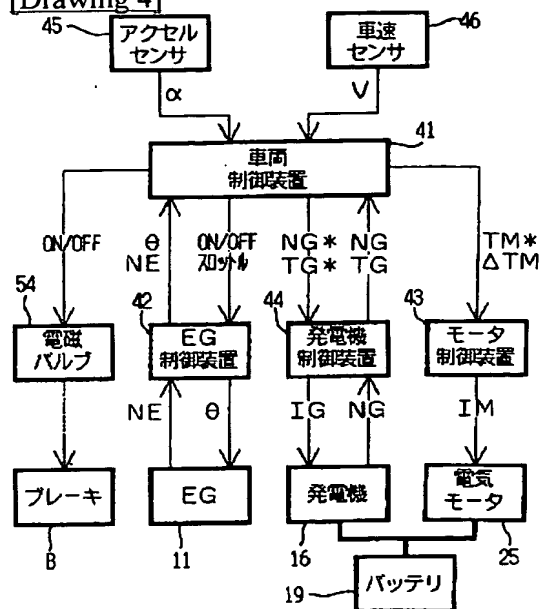 [Drawing 4]
45
アクセル
センサ
車速
センサ
46
α
V
41
車両
制御装置
ON/OFF
θ
NE
ON/OFF
スロットル
NG*
TG*
NG
TG
TM*
ΔTM
54
電磁
バルブ
42
EG
制御装置
44
発電機
制御装置
43
モータ
制御装置
NE
θ
IG
NG
IM
ブレーキ
EG
発電機
電気
モータ
B
11
16
25
19
バッテリ